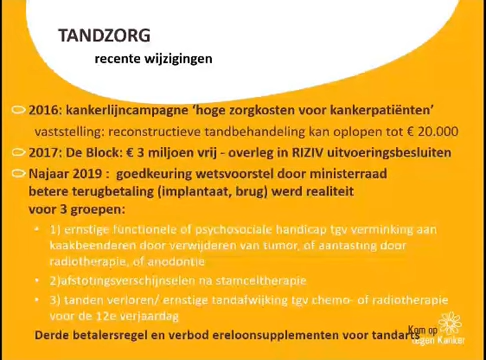 TANDZORG
recente wijzigingen
2016: kankerlijncampagne ‘hoge zorgkosten voor kankerpatiënten’
vaststelling: reconstructieve tandbehandeling kan oplopen tot € 20.000
2017: De Block: € 3 miljoen vrij - overleg in RIZIV uitvoeringsbesluiten
Najaar 2019 : goedkeuring wetsvoorstel door ministerraad
betere terugbetaling (implantaat, brug) werd realiteit
voor 3 groepen:
• 1) ernstige functionele of psychosociale handicap tgv verminking aan
kaakbeenderen door verwijderen van tumor, of aantasting door
radiotherapie, of anodontie
• 2)afstotingsverschijnselen na stamceltherapie
• 3) tanden verloren/ ernstige tandafwijking tgv chemo- of radiotherapie
voor de 12e verjaardag
Derde betalersregel en verbod ereloonsupplementen voor tandarts
Kom op
tegen Kanker